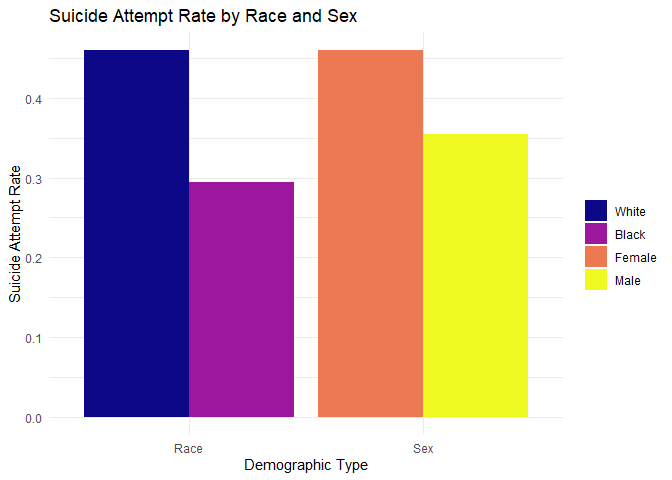 Suicide Attempt Rate by Race and Sex
Suicide Attempt Rate
0.4
0.3
0.2
0.1
0.0
Race
Sex
Demographic Type
White
Black
Female
Male